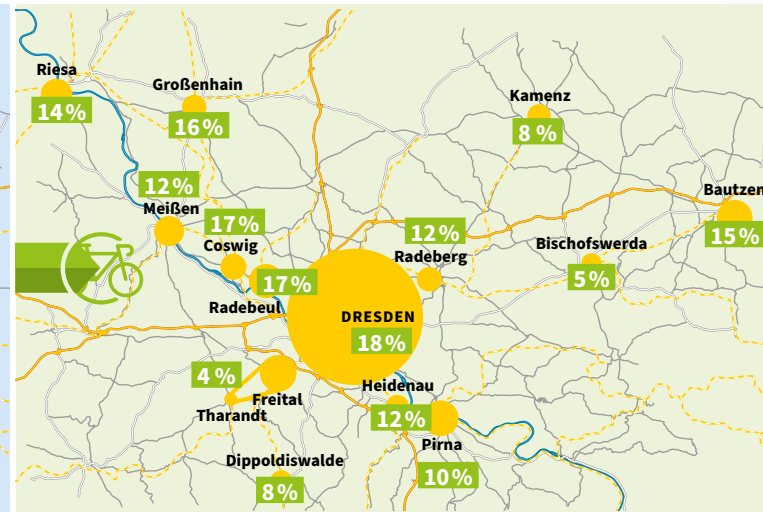 Riesa
14 %
Großenhain
16 %
Kamenz
8 %
12 %
Meißen
17 %
Coswig
Bautzen
15 %
12 %
Radeberg
Bischofswerda
5 %
17 %
Radebeul
DRESDEN
18 %
4 %
Freital
Tharandt
Heidenau
12 %
Pirna
10 %
Dippoldiswalde
8 %